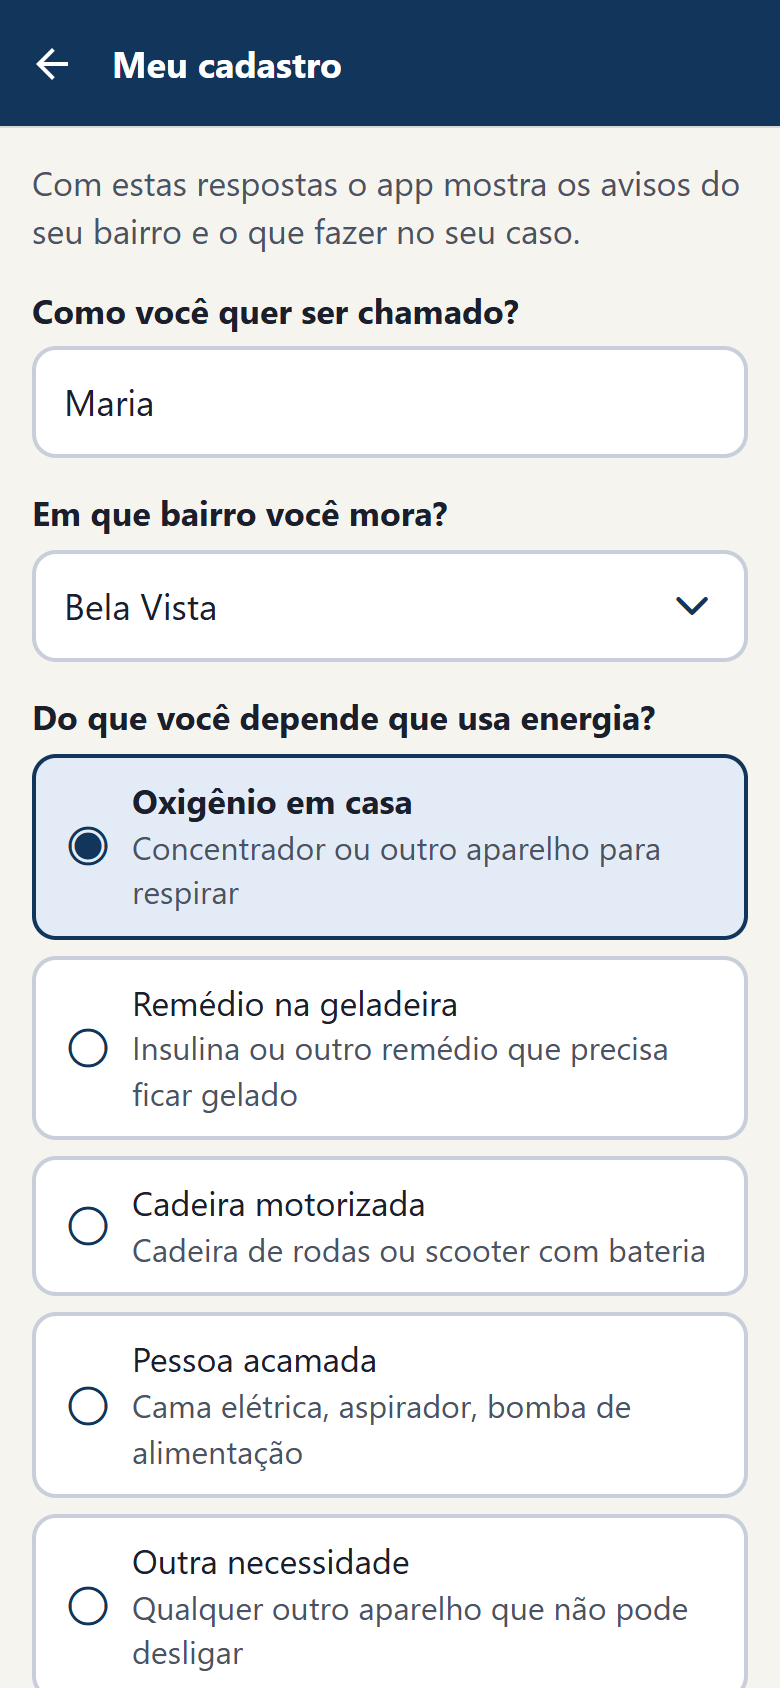 Meu cadastro
Com estas respostas o app mostra os avisos do
seu bairro e o que fazer no seu caso.
Como você quer ser chamado?
Maria
Em que bairro você mora?
Bela Vista
Do que você depende que usa energia?
Oxigênio em casa
Concentrador ou outro aparelho para
respirar
Remédio na geladeira
Insulina ou outro remédio que precisa
ficar gelado
Cadeira motorizada
Cadeira de rodas ou scooter com bateria
Pessoa acamada
Cama elétrica, aspirador, bomba de
alimentação
Outra necessidade
Qualquer outro aparelho que não pode
desligar